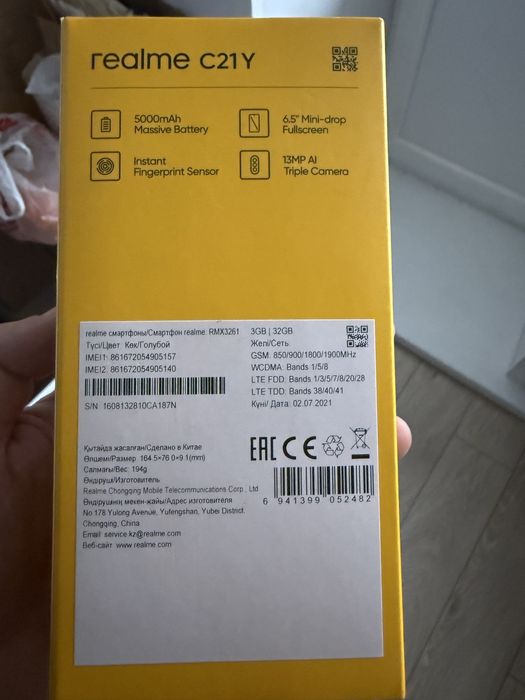 realme C21Y
5000mAh
Massive Battery
6.5" Mini-drop
Fullscreen
Instant
Fingerprint Sensor
13MP AI
Triple Camera
realme смартфоны/Смартфон realme: RMX3261
Түсі/Цвет: Көк/Голубой
IMEI1: 861672054905157
IMEI2: 861672054905140
S/N: 1608132810CA187N
3GB | 32GB
Желі/Сеть:
GSM: 850/900/1800/1900MHz
WCDMA: Bands 1/5/8
LTE FDD: Bands 1/3/5/7/8/20/28
LTE TDD: Bands 38/40/41
Күні/ Дата: 02.07.2021
Қытайда жасалған/Сделано в Китае
Өлшемі/Размер: 164.5×76.0×9.1(mm)
Салмағы/Вес: 194g
Өндіруші/Изготовитель:
Realme Chongqing Mobile Telecommunications Corp., Ltd
Өндірушінің мекен-жайы/Адрес изготовителя:
No.178 Yulong Avenue, Yufengshan, Yubei District,
Chongqing, China
Email: service.kz@realme.com
Веб-сайт: www.realme.com
EAC CE
6 941399 052482